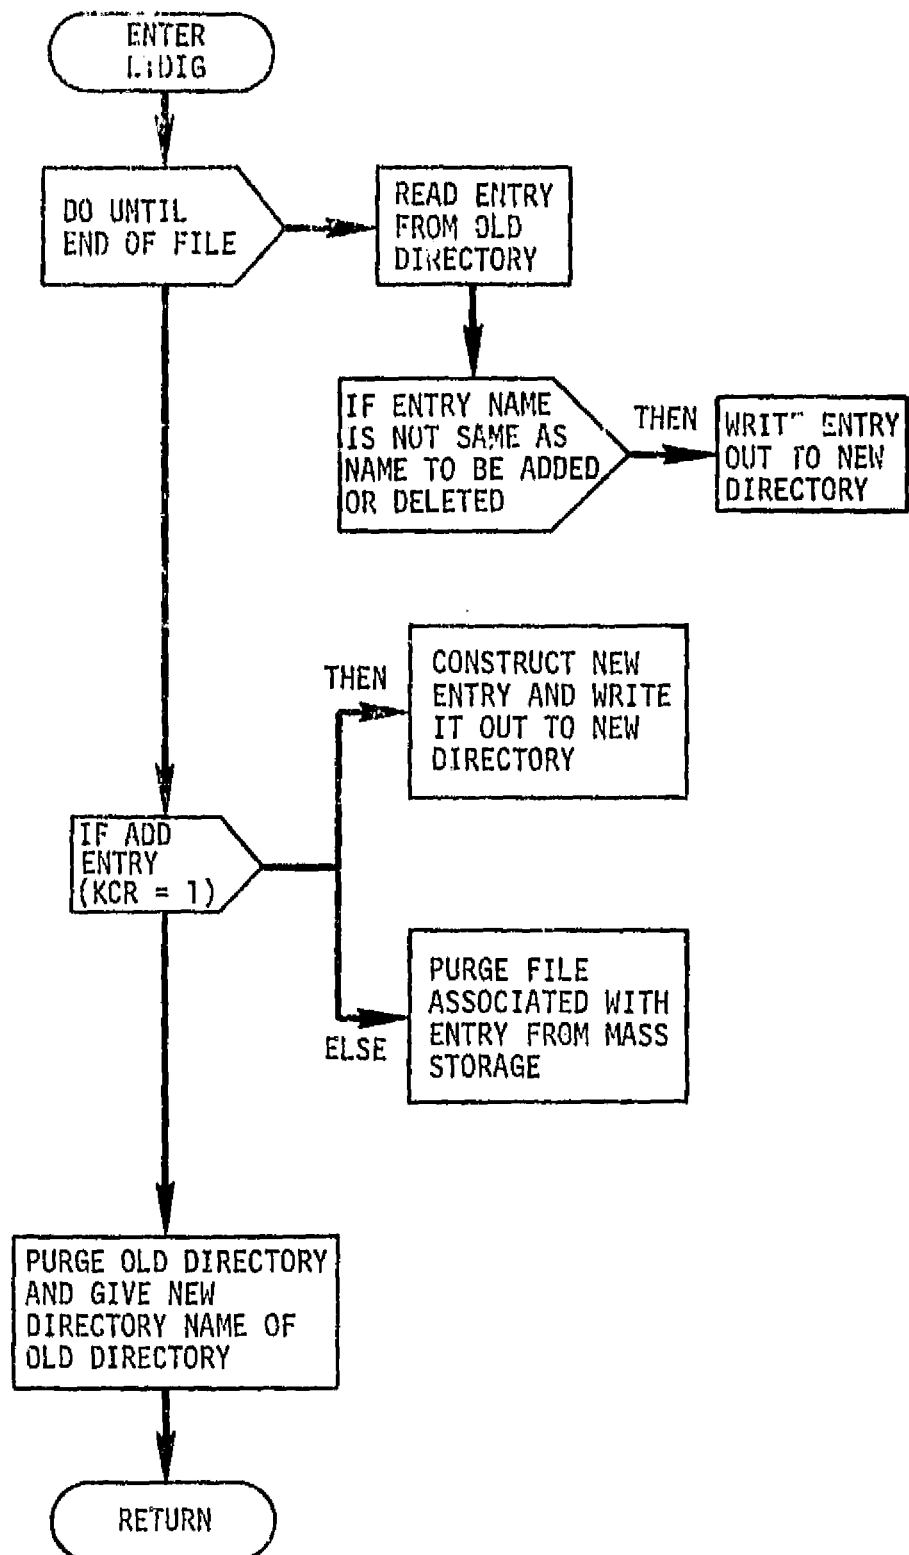 ENTER
DO UNTIL
END OF FILE
READ ENTRY
FROM OLD
DIRECTORY
IF ENTRY NAME
IS NOT SAME AS
NAME TO BE ADDED
OR DELETED
THEN
WRITE ENTRY
OUT TO NEW
DIRECTORY
THEN
CONSTRUCT NEW
ENTRY AND WRITE
IT OUT TO NEW
DIRECTORY
IF ADD
ENTRY
(KCR = 1)
ELSE
PURGE FILE
ASSOCIATED WITH
ENTRY FROM MASS
STORAGE
PURGE OLD DIRECTORY
AND GIVE NEW
DIRECTORY NAME OF
OLD DIRECTORY
RETURN